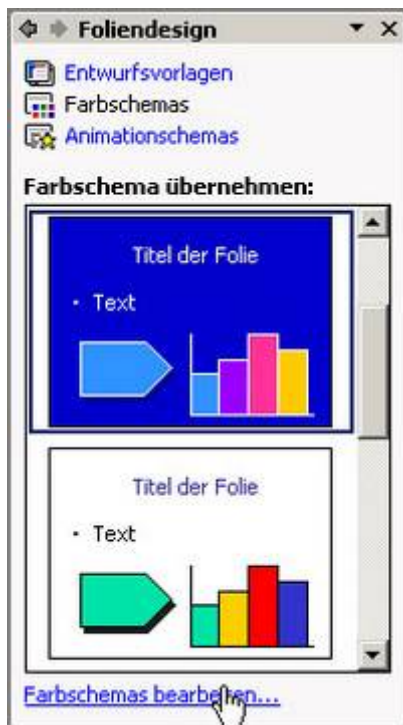 Foliendesign
Entwurfsvorlagen
Farbschemas
Animationschemas
Farbschema übernehmen:
Titel der Folie
• Text
Titel der Folie
• Text
Farbschemas bearbeiten...